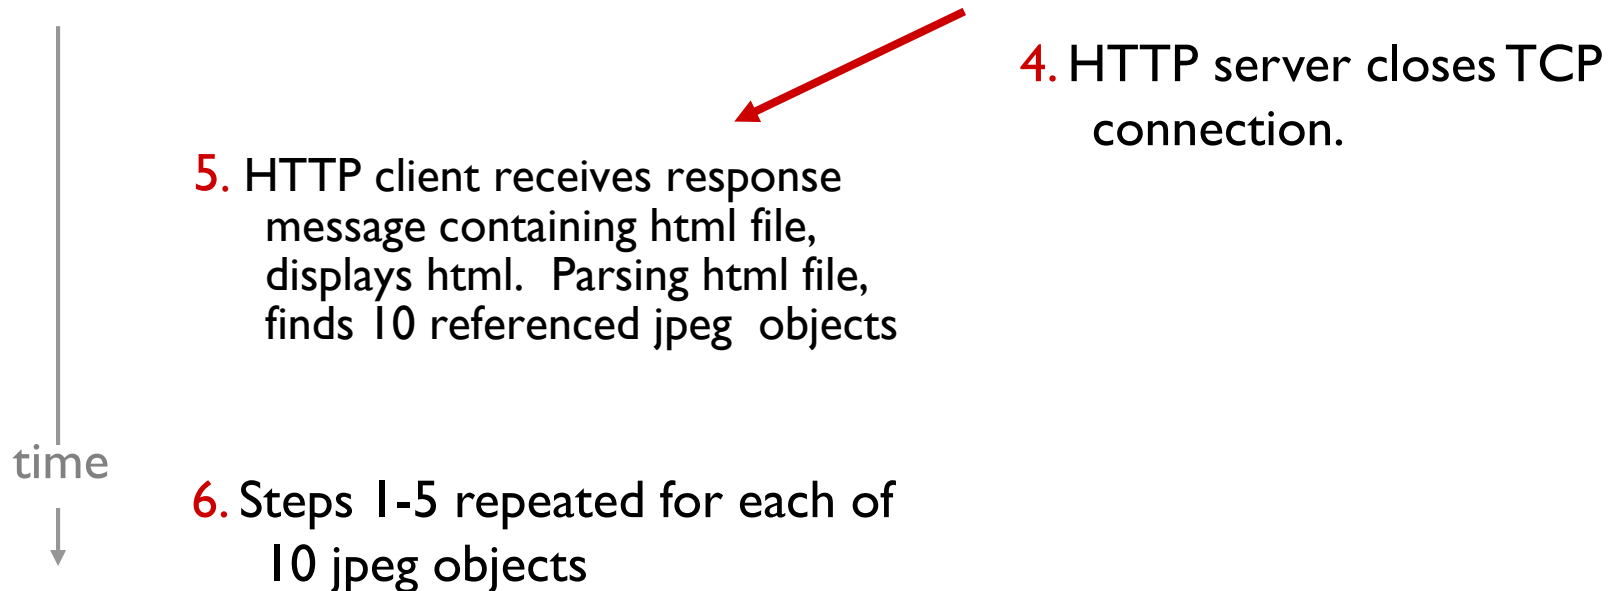 4. HTTP server closes TCP
connection.
5. HTTP client receives response
message containing html file,
displays html.  Parsing html file,
finds 10 referenced jpeg  objects
time
6. Steps 1-5 repeated for each of
10 jpeg objects